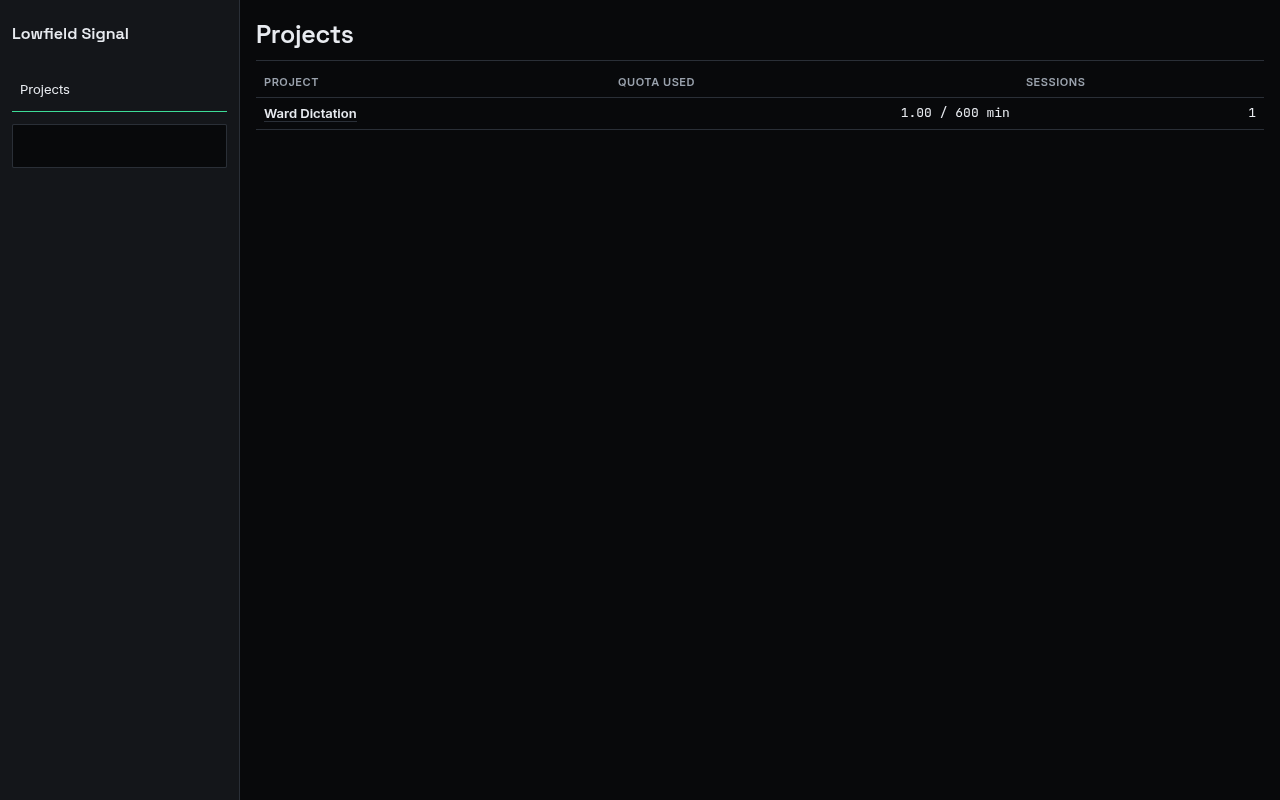 Lowfield Signal
Projects
Projects
PROJECT QUOTA USED SESSIONS
Ward Dictation 1.00 / 600 min 1